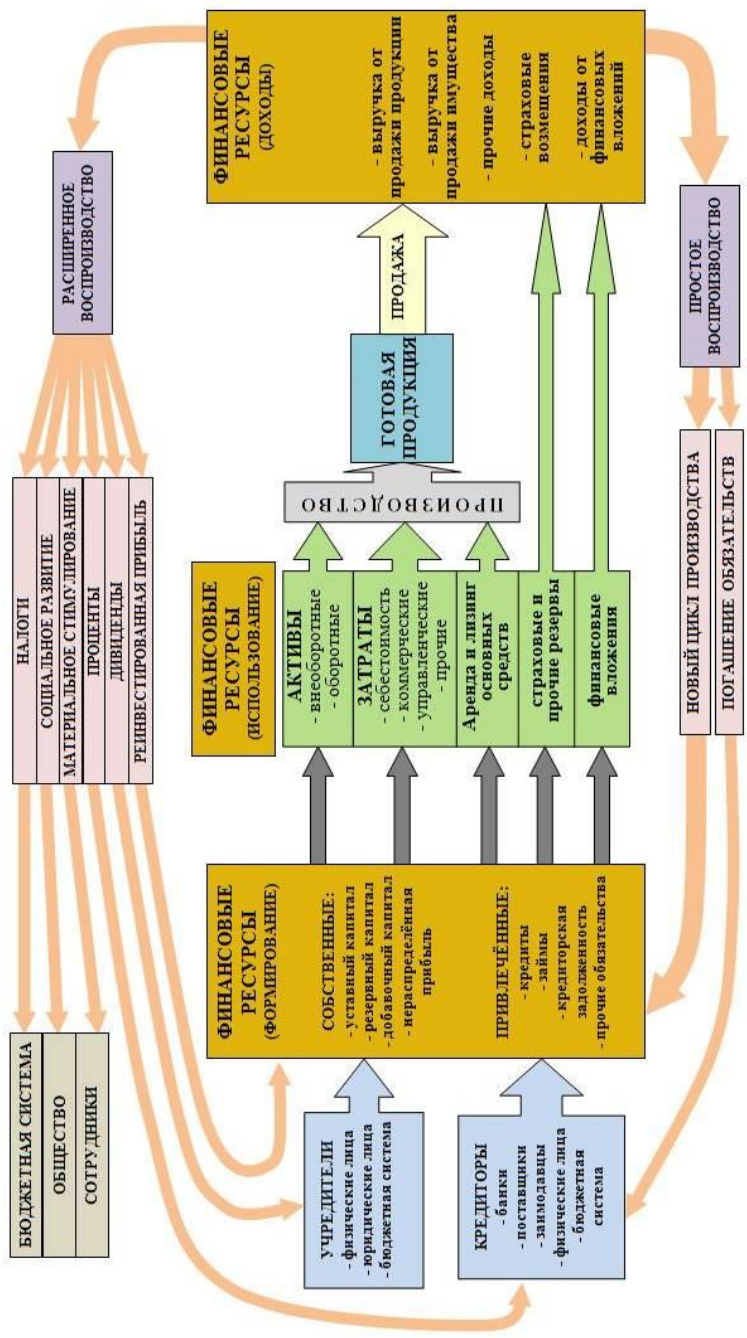 БЮДЖЕТНАЯ СИСТЕМА
ОБЩЕСТВО
СОТРУДНИКИ
НАЛОГИ
СОЦИАЛЬНОЕ РАЗВИТИЕ
МАТЕРИАЛЬНОЕ СТИМУЛИРОВАНИЕ
ПРОЦЕНТЫ
ДИВИДЕНДЫ
РЕИНВЕСТИРОВАННАЯ ПРИБЫЛЬ
РАСШИРЕННОЕ
ВОСПРОИЗВОДСТВО
УЧРЕДИТЕЛИ
- физические лица
- юридические лица
- бюджетная система
КРЕДИТОРЫ
- банки
- поставщики
- заимодавцы
- физические лица
- бюджетная
система
ФИНАНСОВЫЕ
РЕСУРСЫ
(ФОРМИРОВАНИЕ)
СОБСТВЕННЫЕ:
- уставный капитал
- резервный капитал
- добавочный капитал
- нераспределённая
прибыль
ПРИВЛЕЧЁННЫЕ:
- кредиты
- займы
- кредиторская
задолженность
- прочие обязательства
ФИНАНСОВЫЕ
РЕСУРСЫ
(ИСПОЛЬЗОВАНИЕ)
АКТИВЫ
- внеоборотные
- оборотные
ЗАТРАТЫ
- себестоимость
- коммерческие
- управленческие
- прочие
Аренда и лизинг
основных
средств
страховые и
прочие резервы
финансовые
вложения
ПРОИЗВОДСТВО
ГОТОВАЯ
ПРОДУКЦИЯ
ПРОДАЖА
ФИНАНСОВЫЕ
РЕСУРСЫ
(ДОХОДЫ)
- выручка от
продажи продукции
- выручка от
продажи имущества
- прочие доходы
- страховые
возмещения
- доходы от
финансовых
вложений
НОВЫЙ ЦИКЛ ПРОИЗВОДСТВА
ПОГАШЕНИЕ ОБЯЗАТЕЛЬСТВ
ПРОСТОЕ
ВОСПРОИЗВОДСТВО